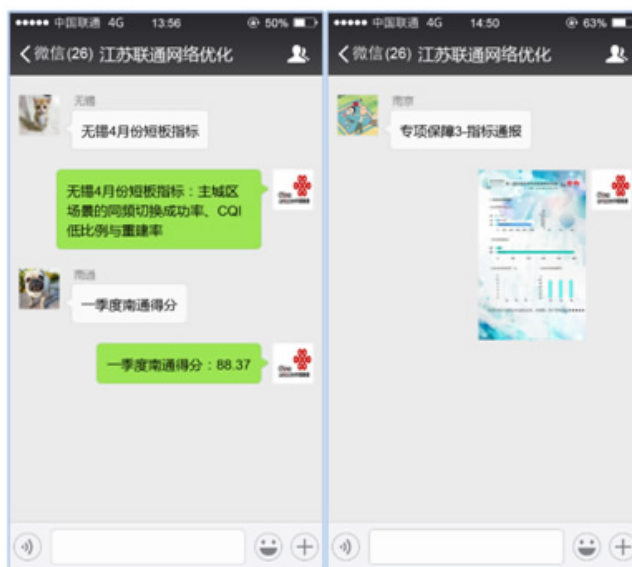 中国联通 4G 13:56 50%
微信(26) 江苏联通网络优化
无锡
无锡4月份短板指标
无锡4月份短板指标：主城区
场景的同频切换成功率、CQI
低比例与重建率
南通
一季度南通得分
一季度南通得分：88.37
中国联通 4G 14:50 63%
微信(26) 江苏联通网络优化
南京
专项保障3-指标通报